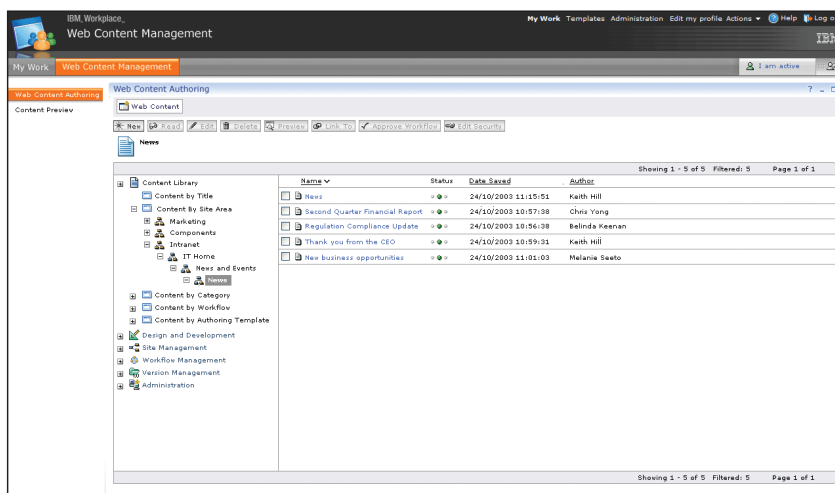 IBM. Workplace_
Web Content Management
My Work Templates Administration Edit my profile Actions Help Log o
IBM
My Work Web Content Management
I am active
Web Content Authoring
Content Preview
Web Content Authoring
?
Web Content
New Read Edit Delete Preview Link To Approve Workflow Edit Security
News
Showing 1 - 5 of 5 Filtered: 5 Page 1 of 1
Content Library
Content by Title
Content By Site Area
Marketing
Components
Intranet
IT Home
News and Events
News
Content by Category
Content by Workflow
Content by Authoring Template
Design and Development
Site Management
Workflow Management
Version Management
Administration
Name Status Date Saved Author
News 24/10/2003 11:15:51 Keith Hill
Second Quarter Financial Report 24/10/2003 10:57:38 Chris Yong
Regulation Compliance Update 24/10/2003 10:56:38 Belinda Keenan
Thank you from the CEO 24/10/2003 10:59:31 Keith Hill
New business opportunities 24/10/2003 11:01:03 Melanie Seeto
Showing 1 - 5 of 5 Filtered: 5 Page 1 of 1